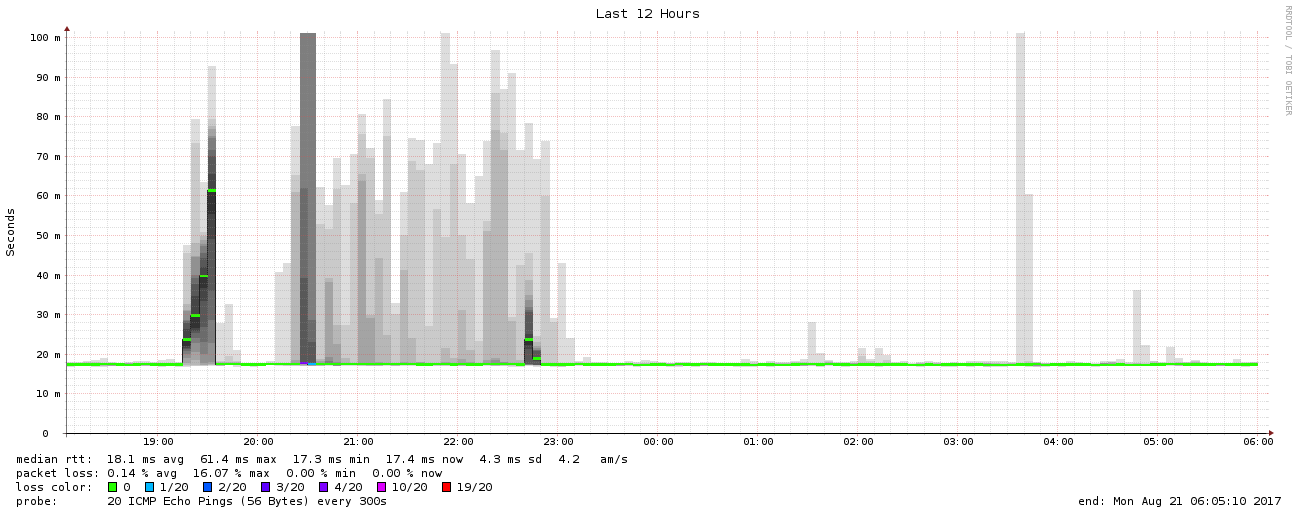 Last 12 Hours
RRDTOOL / TOBI OETIKER
Seconds
100 m
90 m
80 m
70 m
60 m
50 m
40 m
30 m
20 m
10 m
0
19:00 20:00 21:00 22:00 23:00 00:00 01:00 02:00 03:00 04:00 05:00 06:00
median rtt: 18.1 ms avg 61.4 ms max 17.3 ms min 17.4 ms now 4.3 ms sd 4.2 am/s
packet loss: 0.14 % avg 16.07 % max 0.00 % min 0.00 % now
loss color: 0 1/20 2/20 3/20 4/20 10/20 19/20
probe: 20 ICMP Echo Pings (56 Bytes) every 300s end: Mon Aug 21 06:05:10 2017